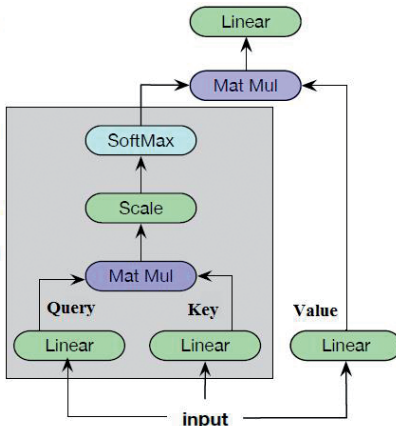 Linear
Mat Mul
SoftMax
Scale
Mat Mul
Query Key Value
Linear Linear Linear
input